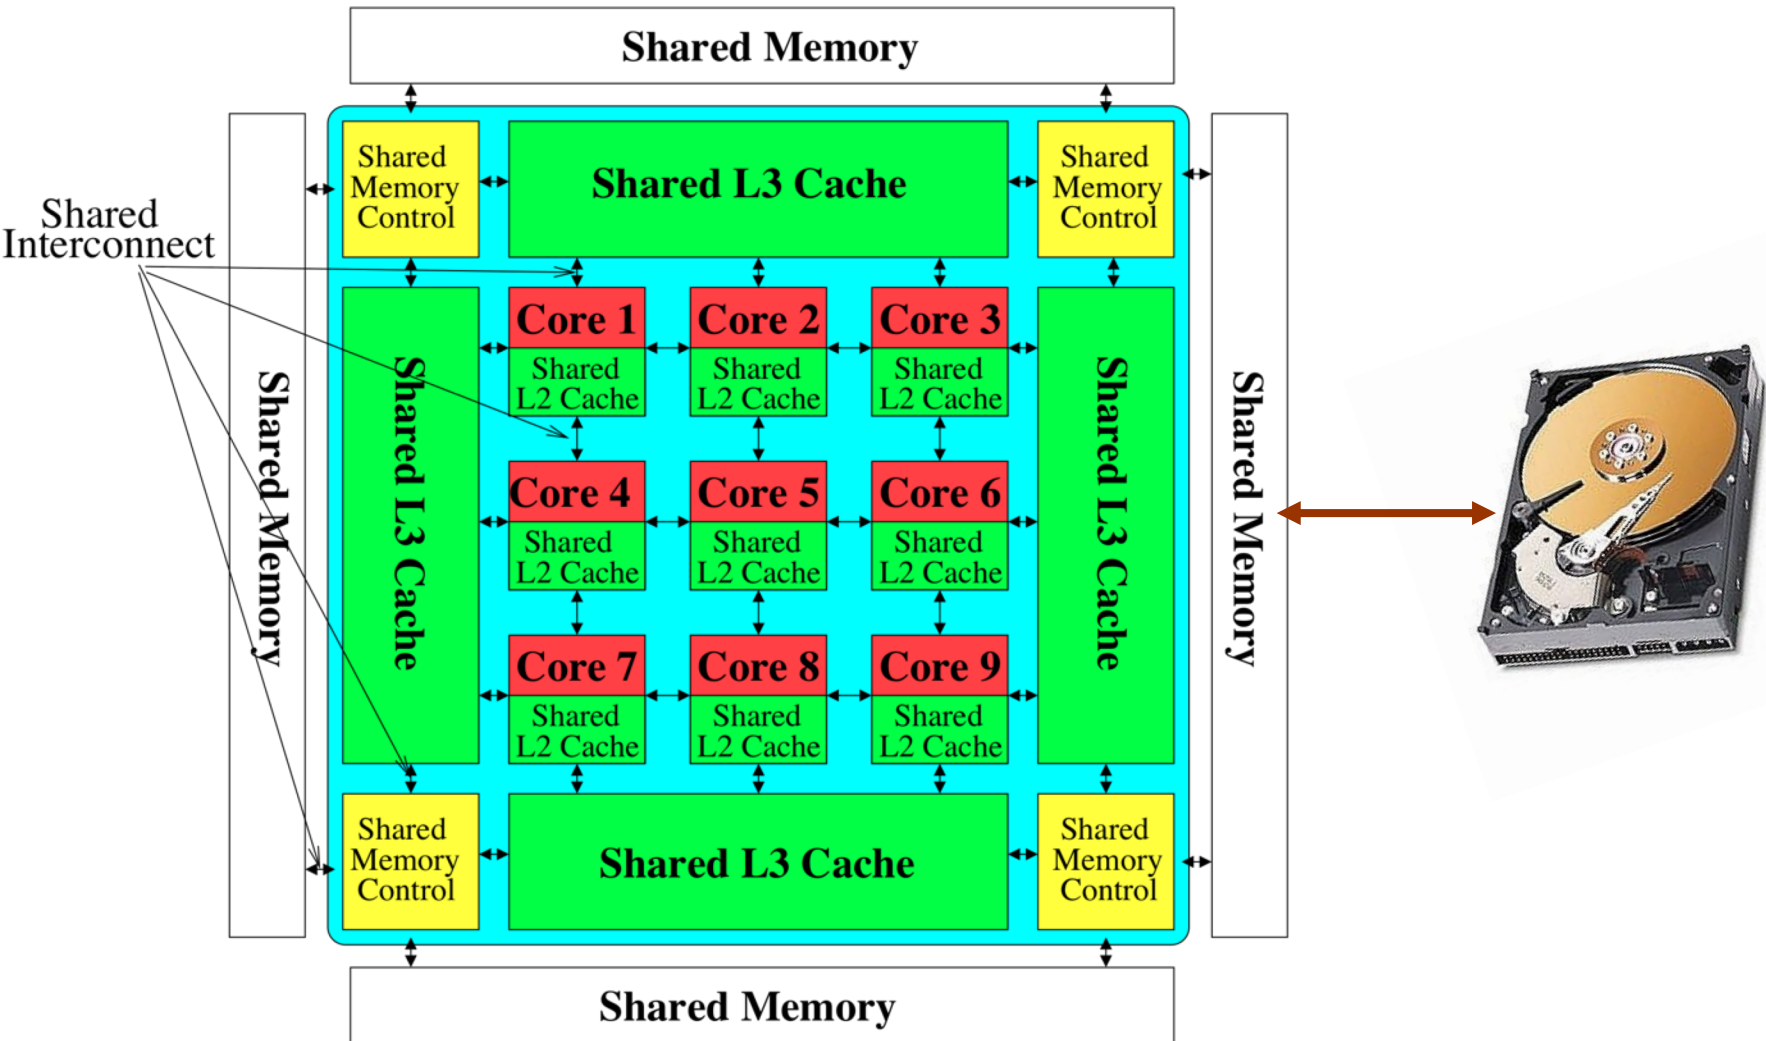 Shared Memory
Shared
Memory
Control
Shared L3 Cache
Shared
Memory
Control
Shared
Interconnect
Shared Memory
Shared L3 Cache
Core 1
Shared
L2 Cache
Core 2
Shared
L2 Cache
Core 3
Shared
L2 Cache
Core 4
Shared
L2 Cache
Core 5
Shared
L2 Cache
Core 6
Shared
L2 Cache
Core 7
Shared
L2 Cache
Core 8
Shared
L2 Cache
Core 9
Shared
L2 Cache
Shared L3 Cache
Shared Memory
Shared
Memory
Control
Shared L3 Cache
Shared
Memory
Control
Shared Memory